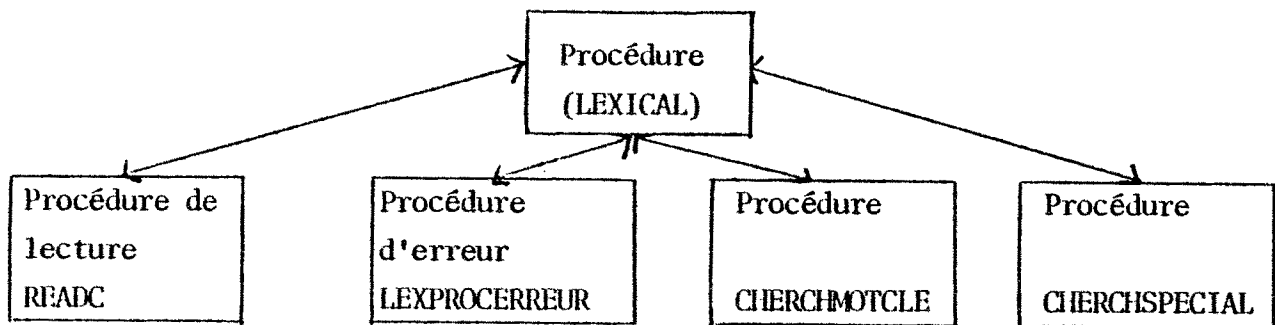 Procédure
(LEXICAL)
Procédure de
lecture
READC
Procédure
d'erreur
LEXPROCERREUR
Procédure
CHERCHMOTCLE
Procédure
CHERCHSPECIAL